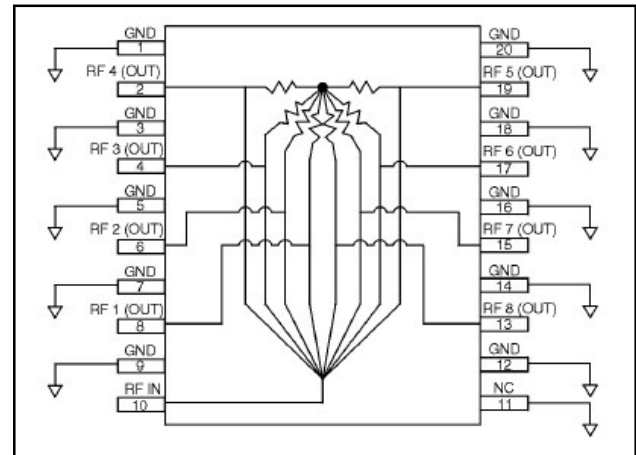 GND
1
RF 4 (OUT)
2
GND
3
RF 3 (OUT)
4
GND
5
RF 2 (OUT)
6
GND
7
RF 1 (OUT)
8
GND
9
RF IN
10
GND
20
RF 5 (OUT)
19
GND
18
RF 6 (OUT)
17
GND
16
RF 7 (OUT)
15
GND
14
RF 8 (OUT)
13
GND
12
NC
11